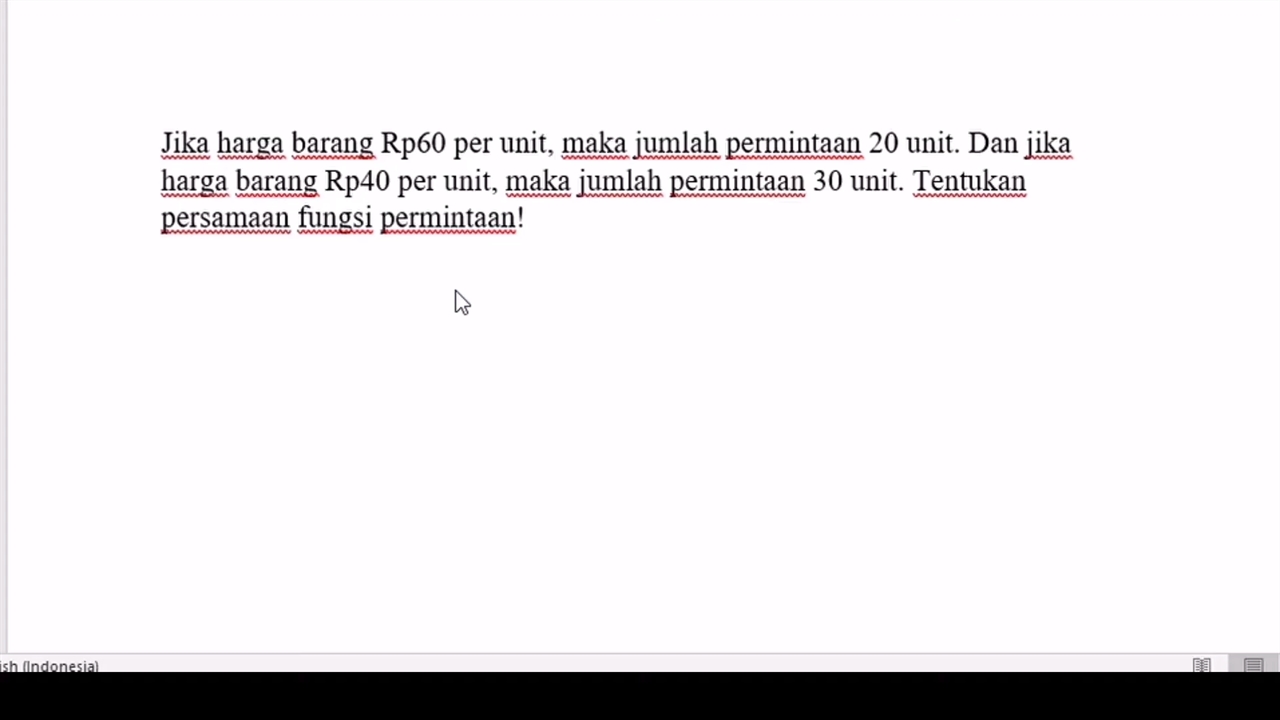 Jika harga barang Rp60 per unit, maka jumlah permintaan 20 unit. Dan jika
harga barang Rp40 per unit, maka jumlah permintaan 30 unit. Tentukan
persamaan fungsi permintaan!
ish (Indonesia)